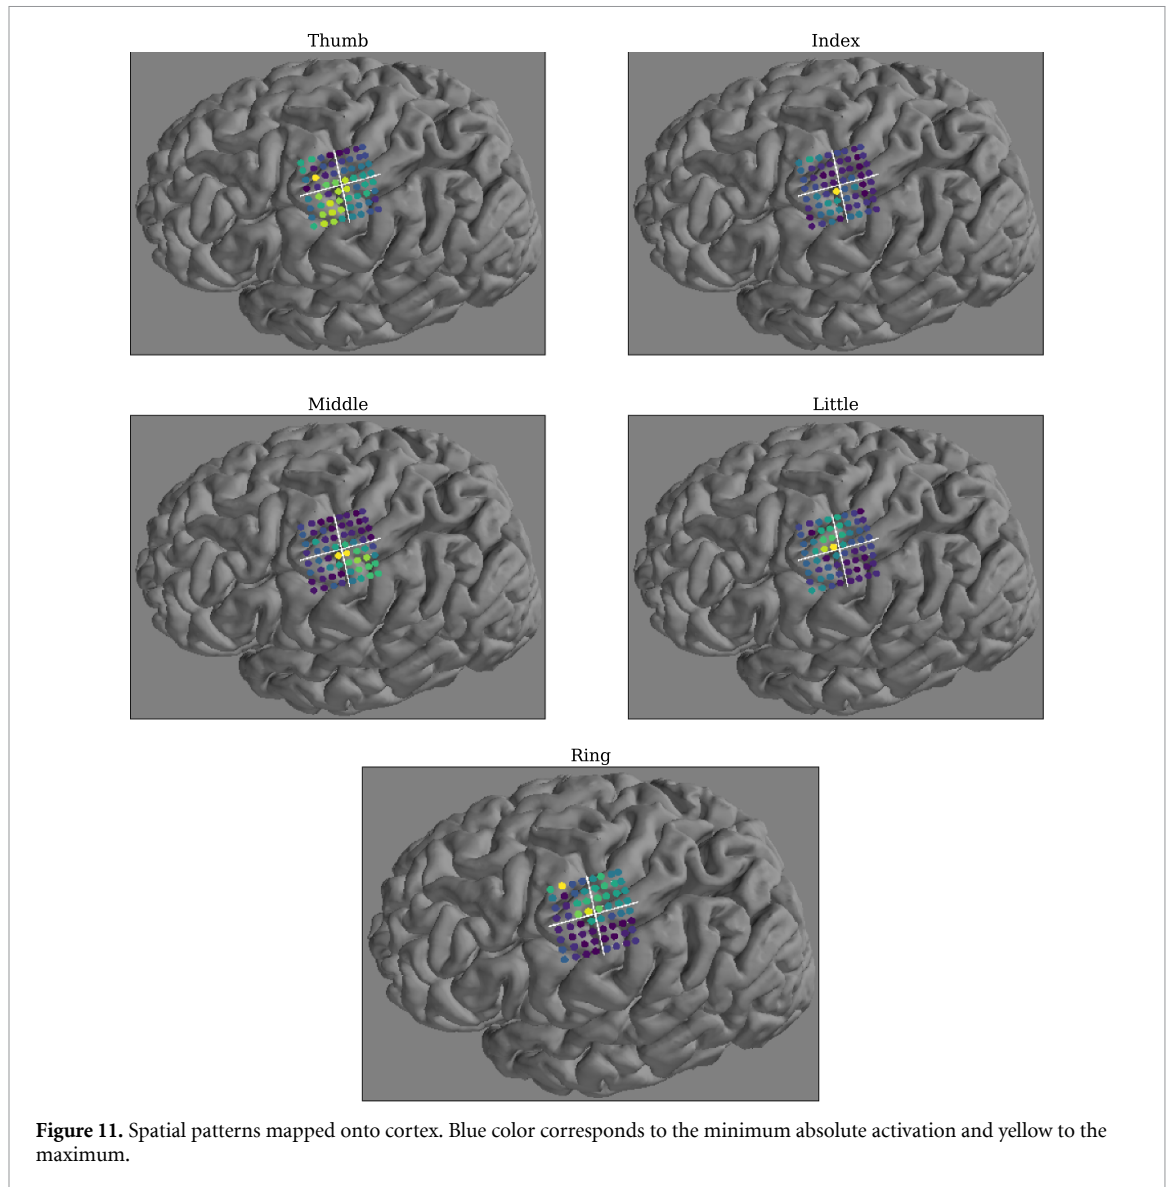 Thumb
Index
Middle
Little
Ring
Figure 11. Spatial patterns mapped onto cortex. Blue color corresponds to the minimum absolute activation and yellow to the
maximum.